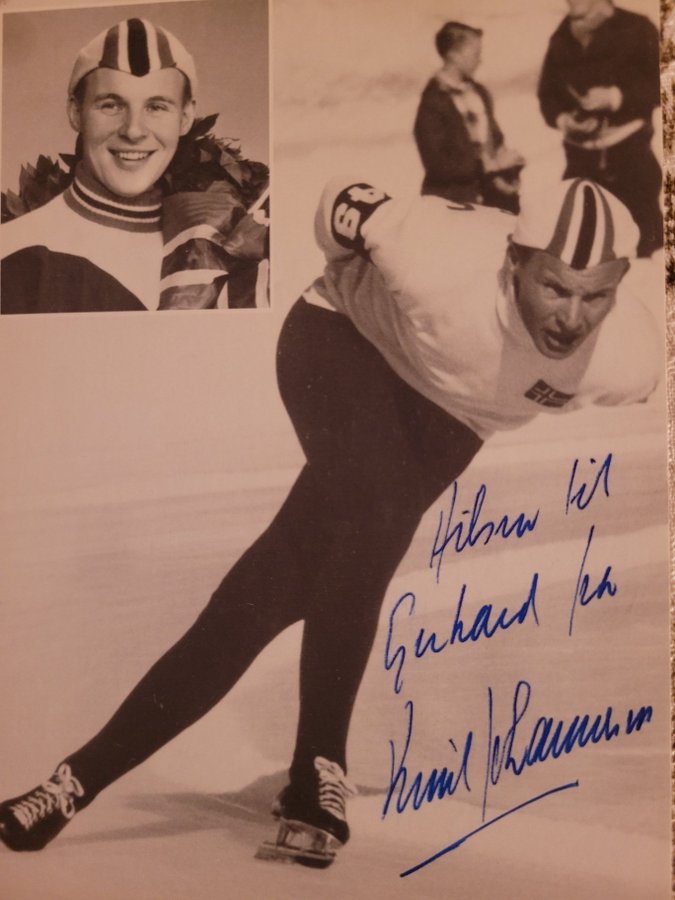 Hilsen til
Gerhard fra
Knut Johannesen